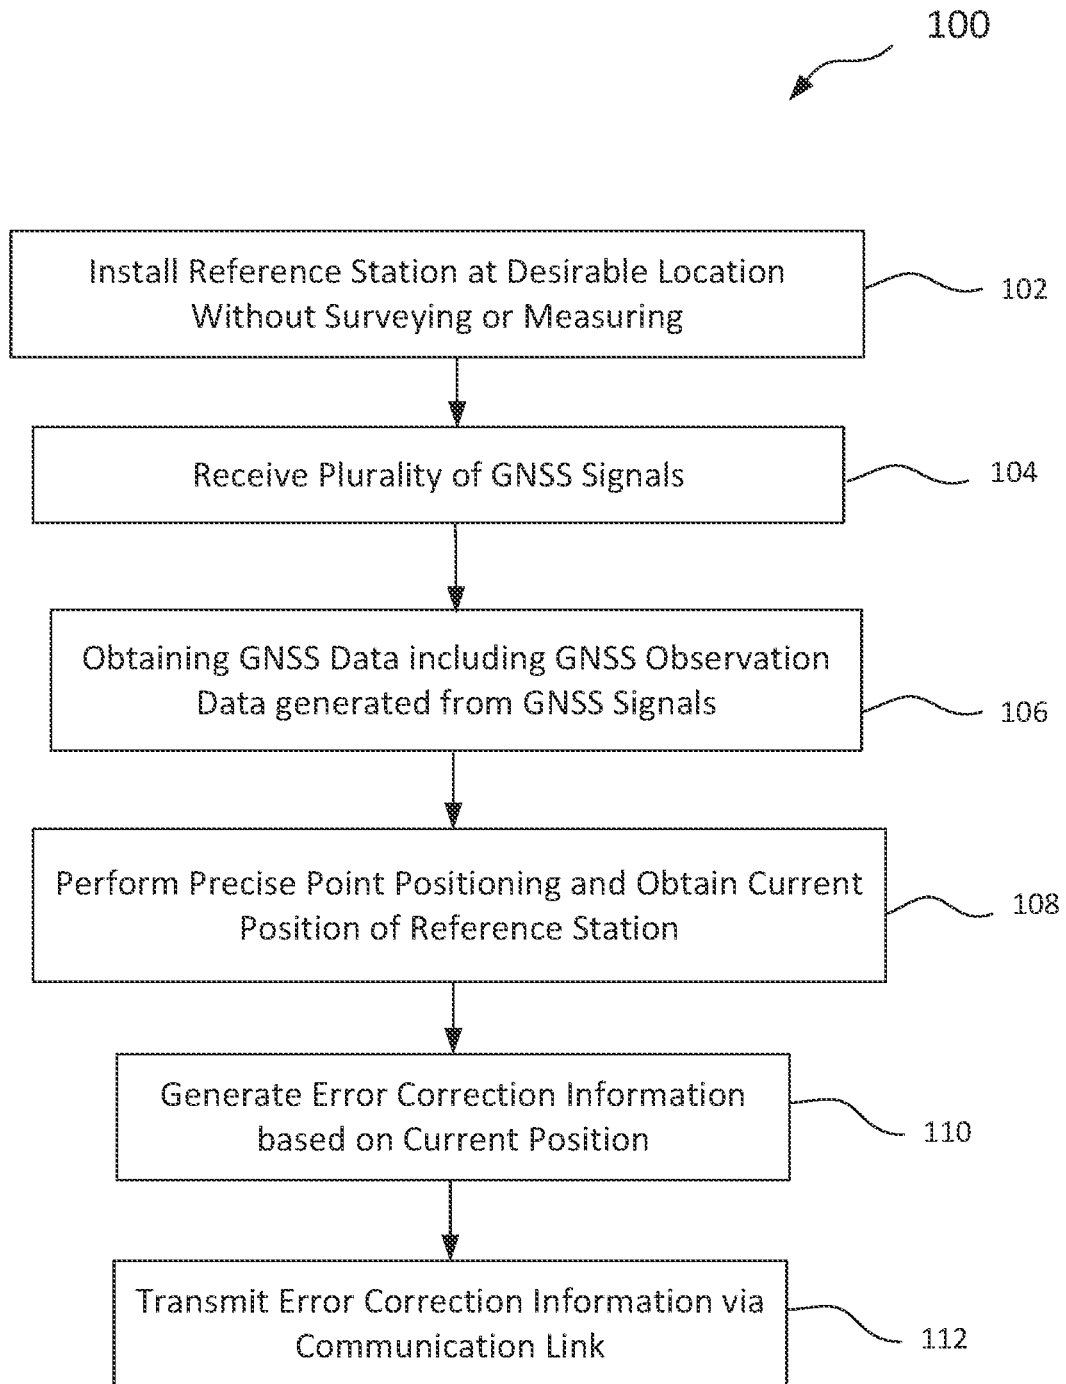 100
Install Reference Station at Desirable Location
Without Surveying or Measuring
102
Receive Plurality of GNSS Signals
104
Obtaining GNSS Data including GNSS Observation
Data generated from GNSS Signals
106
Perform Precise Point Positioning and Obtain Current
Position of Reference Station
108
Generate Error Correction Information
based on Current Position
110
Transmit Error Correction Information via
Communication Link
112